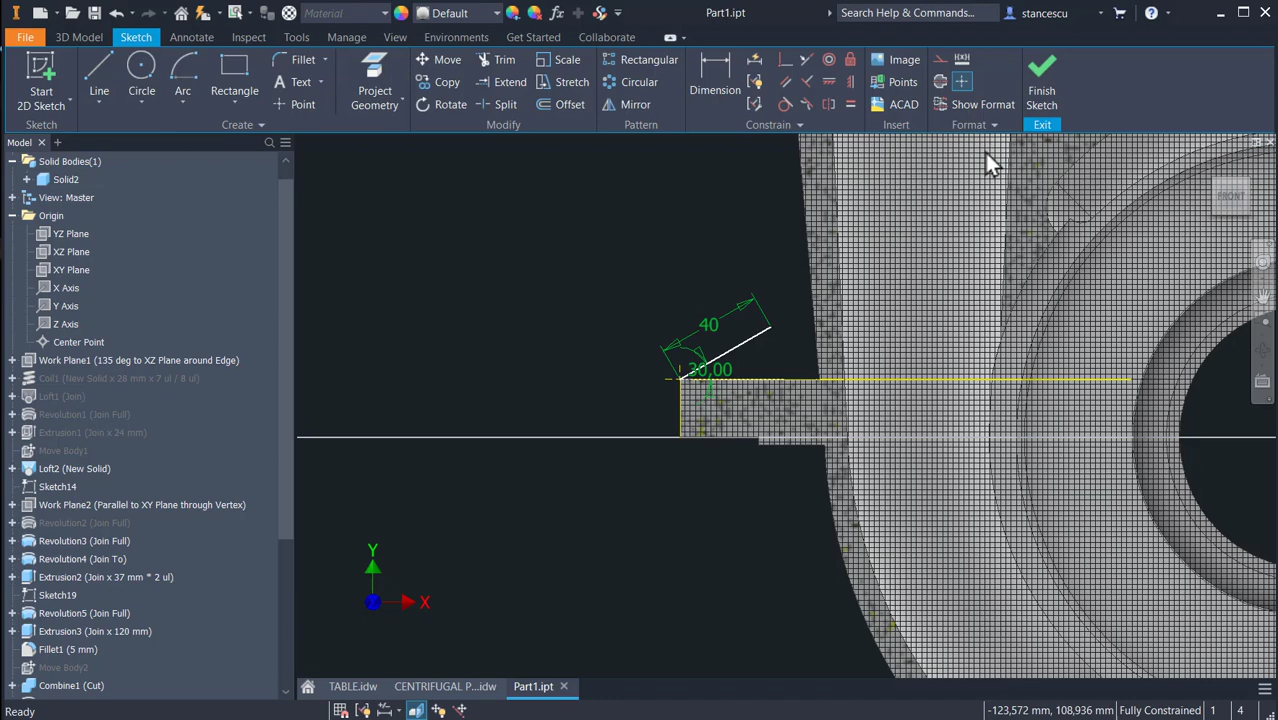 Material
Default
Part1.ipt
Search Help & Commands...
stancescu
File
3D Model
Sketch
Annotate
Inspect
Tools
Manage
View
Environments
Get Started
Collaborate
Start
2D Sketch
Line
Circle
Arc
Rectangle
Fillet
Text
Point
Project
Geometry
Move
Copy
Rotate
Trim
Extend
Split
Scale
Stretch
Offset
Rectangular
Circular
Mirror
Dimension
Image
Points
ACAD
Show Format
Finish
Sketch
Sketch
Create
Modify
Pattern
Constrain
Insert
Format
Exit
Model
Solid Bodies(1)
Solid2
View: Master
Origin
YZ Plane
XZ Plane
XY Plane
X Axis
Y Axis
Z Axis
Center Point
Work Plane1 (135 deg to XZ Plane around Edge)
Coil1 (New Solid x 28 mm x 7 ul / 8 ul)
Loft1 (Join)
Revolution1 (Join Full)
Extrusion1 (Join x 24 mm)
Move Body1
Loft2 (New Solid)
Sketch14
Work Plane2 (Parallel to XY Plane through Vertex)
Revolution2 (Join Full)
Revolution3 (Join Full)
Revolution4 (Join To)
Extrusion2 (Join x 37 mm * 2 ul)
Sketch19
Revolution5 (Join Full)
Extrusion3 (Join x 120 mm)
Fillet1 (5 mm)
Move Body2
Combine1 (Cut)
FRONT
40
30,00
Y
X
TABLE.idw
CENTRIFUGAL P...idw
Part1.ipt
Ready
-123,572 mm, 108,936 mm
Fully Constrained
1
4